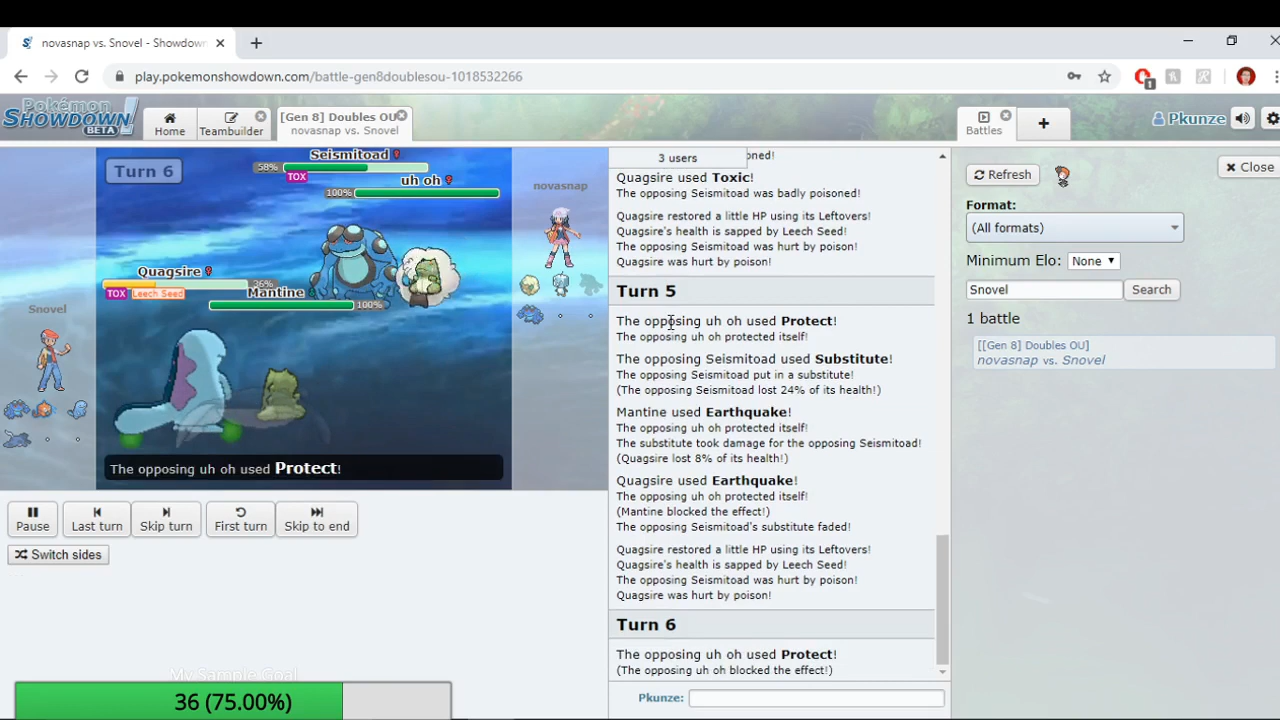 novasnap vs. Snovel - Showdown
play.pokemonshowdown.com/battle-gen8doublesou-1018532266
1
Pokémon
SHOWDOWN
BETA
Home
Teambuilder
[Gen 8] Doubles OU
novasnap vs. Snovel
Battles
Pkunze
Turn 6
Seismitoad
58%
TOX
uh oh
100%
Quagsire
36%
TOX Leech Seed
Mantine
100%
Snovel
novasnap
The opposing uh oh used Protect!
Pause
Last turn
Skip turn
First turn
Skip to end
Switch sides
My Sample Goal
36 (75.00%)
3 users
oned!
Quagsire used Toxic!
The opposing Seismitoad was badly poisoned!
Quagsire restored a little HP using its Leftovers!
Quagsire's health is sapped by Leech Seed!
The opposing Seismitoad was hurt by poison!
Quagsire was hurt by poison!
Turn 5
The opposing uh oh used Protect!
The opposing uh oh protected itself!
The opposing Seismitoad used Substitute!
The opposing Seismitoad put in a substitute!
(The opposing Seismitoad lost 24% of its health!)
Mantine used Earthquake!
The opposing uh oh protected itself!
The substitute took damage for the opposing Seismitoad!
(Quagsire lost 8% of its health!)
Quagsire used Earthquake!
The opposing uh oh protected itself!
(Mantine blocked the effect!)
The opposing Seismitoad's substitute faded!
Quagsire restored a little HP using its Leftovers!
Quagsire's health is sapped by Leech Seed!
The opposing Seismitoad was hurt by poison!
Quagsire was hurt by poison!
Turn 6
The opposing uh oh used Protect!
(The opposing uh oh blocked the effect!)
Pkunze:
Refresh
Close
Format:
(All formats)
Minimum Elo: None
Snovel
Search
1 battle
[[Gen 8] Doubles OU]
novasnap vs. Snovel